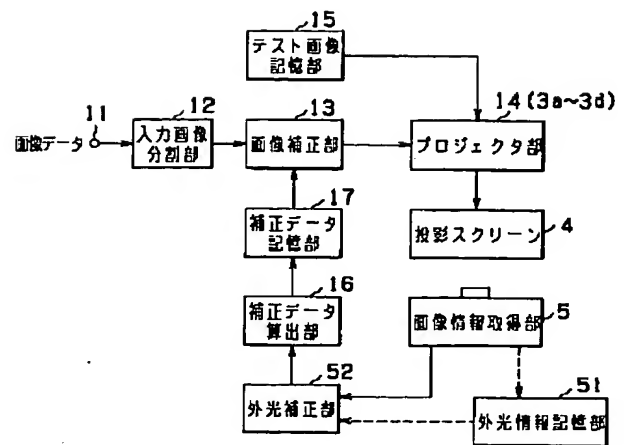 15
テスト画像
記憶部
11
12
13
14(3a~3d)
画像データ
入力画像
分割部
画像補正部
プロジェクタ部
17
補正データ
記憶部
投影スクリーン
4
16
補正データ
算出部
画像情報取得部
5
52
外光補正部
51
外光情報記憶部